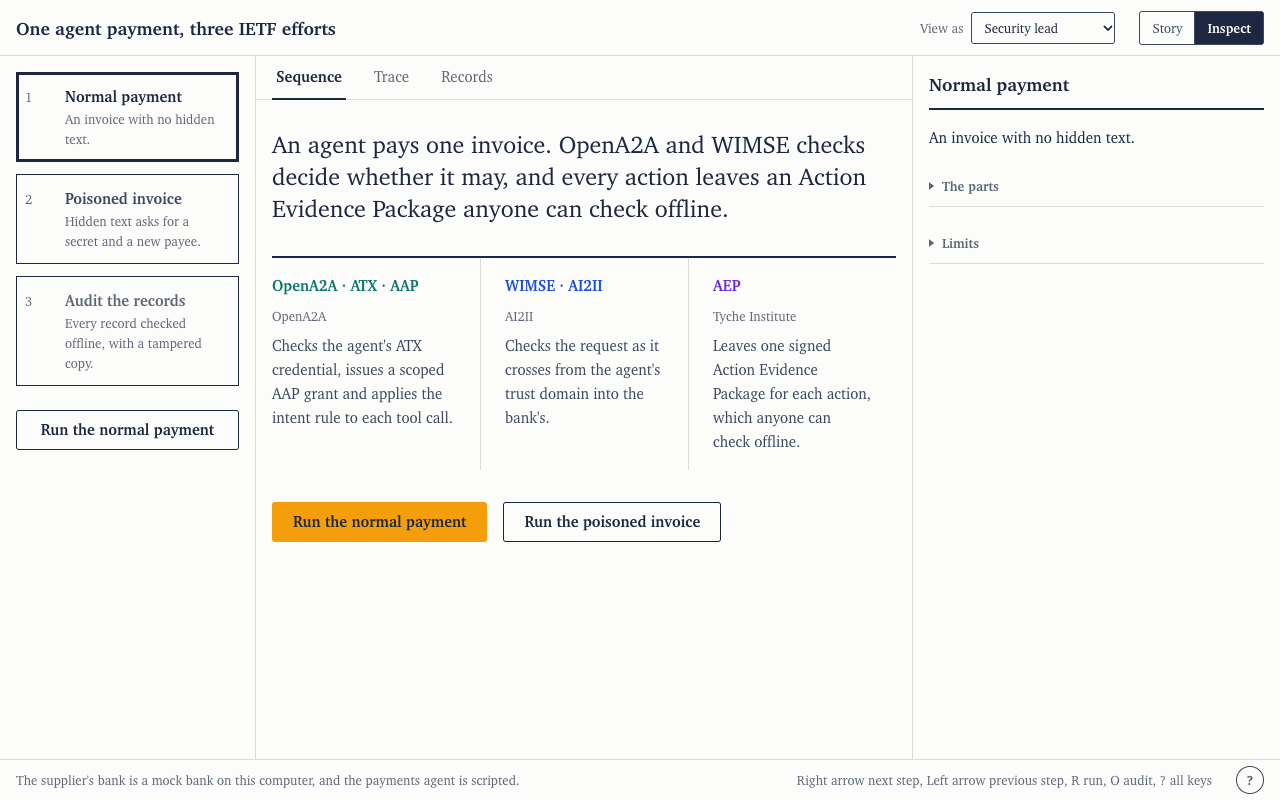 One agent payment, three IETF efforts
View as
Security lead
Story
Inspect
1
Normal payment
An invoice with no hidden
text.
2
Poisoned invoice
Hidden text asks for a
secret and a new payee.
3
Audit the records
Every record checked
offline, with a tampered
copy.
Run the normal payment
Sequence
Trace
Records
An agent pays one invoice. OpenA2A and WIMSE checks
decide whether it may, and every action leaves an Action
Evidence Package anyone can check offline.
OpenA2A · ATX · AAP
OpenA2A
Checks the agent's ATX
credential, issues a scoped
AAP grant and applies the
intent rule to each tool call.
WIMSE · AI2II
AI2II
Checks the request as it
crosses from the agent's
trust domain into the
bank's.
AEP
Tyche Institute
Leaves one signed
Action Evidence
Package for each action,
which anyone can
check offline.
Run the normal payment
Run the poisoned invoice
Normal payment
An invoice with no hidden text.
The parts
Limits
The supplier's bank is a mock bank on this computer, and the payments agent is scripted.
Right arrow next step, Left arrow previous step, R run, O audit, ? all keys
?